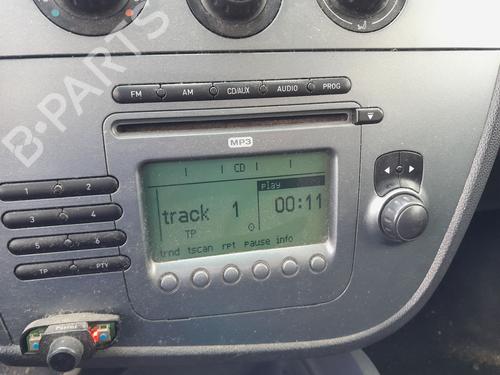 B-PARTS
FM AM CD/AUX AUDIO PROG
MP3
CD
play
track 1 00:11
TP
trnd tscan rpt pause info
1 2
3 4
5 6
TP PTY